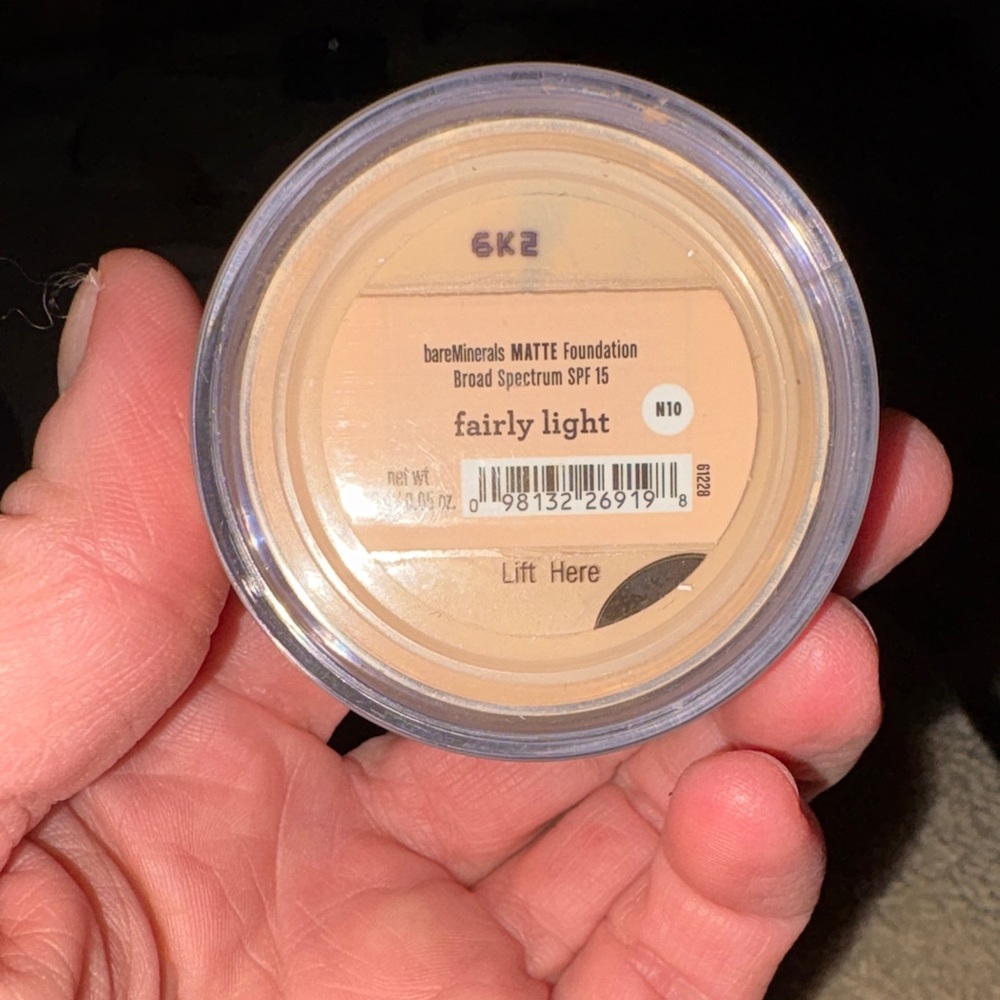 6K2
bareMinerals MATTE Foundation
Broad Spectrum SPF 15
fairly light
N10
net wt
0.05 oz.
0 98132 26919 8
61228
Lift Here